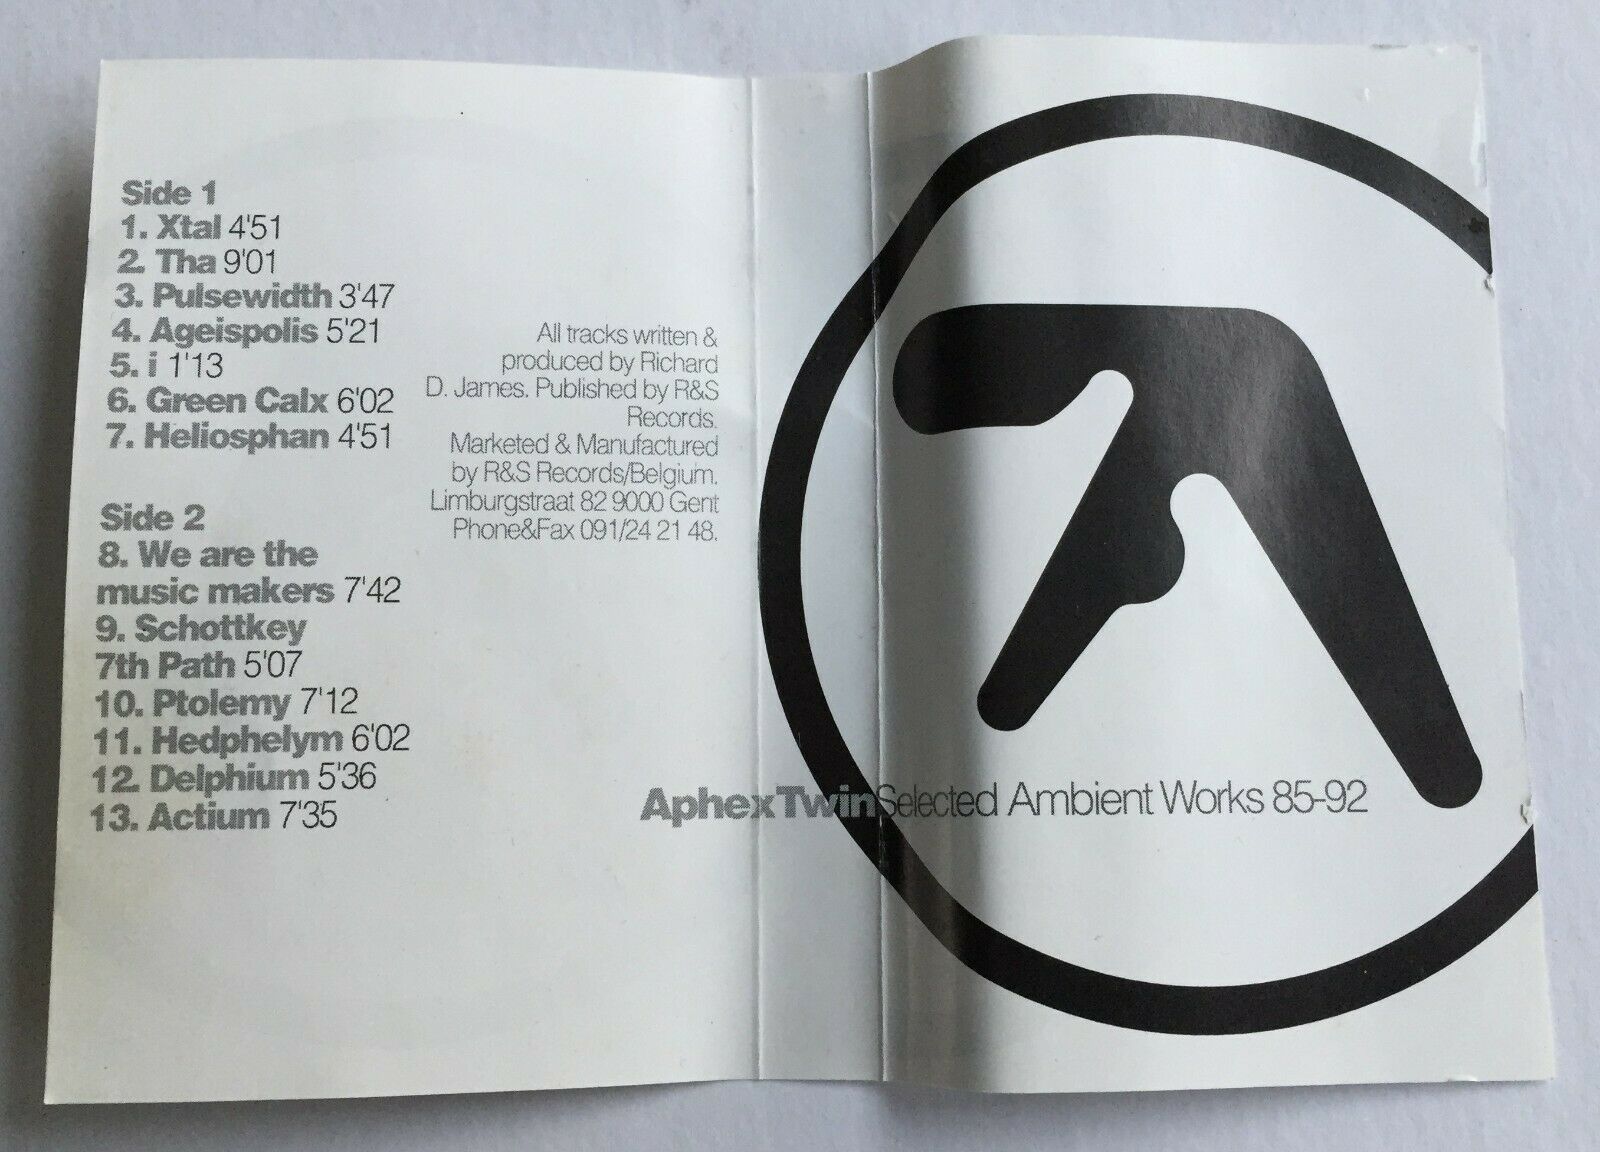 Side 1
1. Xtal 4'51
2. Tha 9'01
3. Pulsewidth 3'47
4. Ageispolis 5'21
5. i 1'13
6. Green Calx 6'02
7. Heliosphan 4'51
Side 2
8. We are the
music makers 7'42
9. Schottkey
7th Path 5'07
10. Ptolemy 7'12
11. Hedphelym 6'02
12. Delphium 5'36
13. Actium 7'35
All tracks written &
produced by Richard
D. James. Published by R&S
Records.
Marketed & Manufactured
by R&S Records/Belgium.
Limburgstraat 82 9000 Gent
Phone&Fax 091/24 21 48.
AphexTwinSelected Ambient Works 85-92